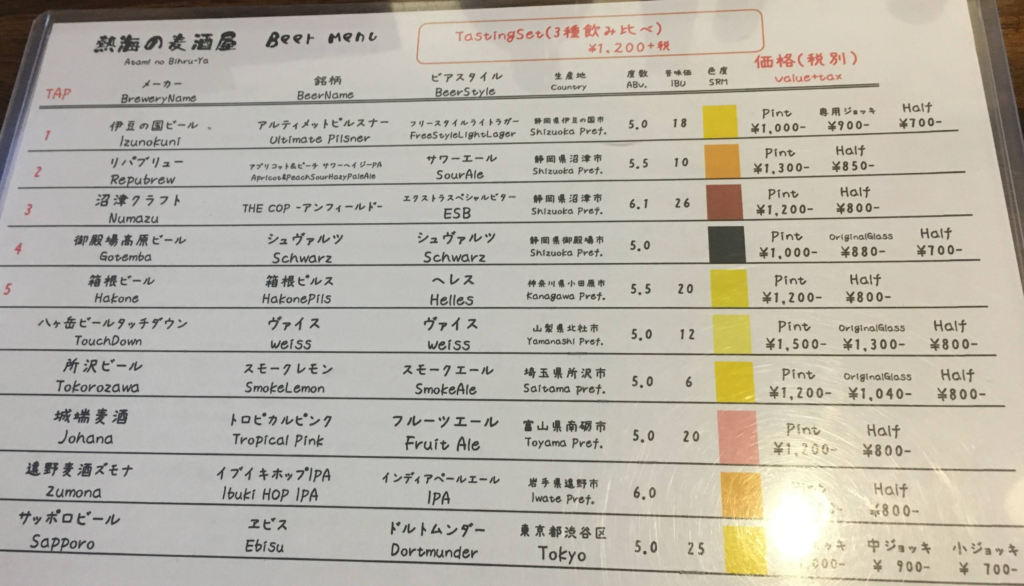 熱海の麦酒屋 Beer Menu
Atami no Bihru-Ya
TastingSet(3種飲み比べ)
¥1,200+税
価格(税別)
value+tax
TAP メーカー 銘柄 ビアスタイル 生産地 度数 苦味価 色度
BreweryName BeerName BeerStyle Country ABv. IBU SRM
1 伊豆の国ビール アルティメットピルスナー フリースタイルライトラガー 静岡県伊豆の国市 5.0 18 Pint 専用ジョッキ Half
Izunokuni Ultimate Pilsner FreeStyleLightLager Shizuoka Pref. ¥1,000- ¥900- ¥700-
2 リパブリュー アプリコット&ピーチ サワーヘイジーPA サワーエール 静岡県沼津市 5.5 10 Pint Half
Repubrew Apricot&PeachSourHazyPaleAle SourAle Shizuoka Pref. ¥1,300- ¥850-
3 沼津クラフト THE COP -アンフィールド- エクストラスペシャルビター 静岡県沼津市 6.1 26 Pint Half
Numazu ESB Shizuoka Pref. ¥1,200- ¥800-
4 御殿場高原ビール シュヴァルツ シュヴァルツ 静岡県御殿場市 5.0 Pint OriginalGlass Half
Gotemba Schwarz Schwarz Shizuoka Pref. ¥1,000- ¥880- ¥700-
5 箱根ビール 箱根ピルス ヘレス 神奈川県小田原市 5.5 20 Pint Half
Hakone HakonePils Helles Kanagawa Pref. ¥1,200- ¥800-
八ヶ岳ビールタッチダウン ヴァイス ヴァイス 山梨県北杜市 5.0 12 Pint OriginalGlass Half
TouchDown weiss weiss Yamanashi Pref. ¥1,500- ¥1,300- ¥800-
所沢ビール スモークレモン スモークエール 埼玉県所沢市 5.0 6 Pint OriginalGlass Half
Tokorozawa SmokeLemon SmokeAle Saitama pref. ¥1,200- ¥1,040- ¥800-
城端麦酒 トロピカルピンク フルーツエール 富山県南砺市 5.0 20 Pint Half
Johana Tropical Pink Fruit Ale Toyama Pref. ¥1,200- ¥800-
遠野麦酒ズモナ イブイキホップIPA インディアペールエール 岩手県遠野市 6.0 Half
Zumona Ibuki HOP IPA IPA Iwate Pref. ¥800-
サッポロビール ヱビス ドルトムンダー 東京都渋谷区 5.0 25 中ジョッキ 小ジョッキ
Sapporo Ebisu Dortmunder Tokyo ¥ 900- ¥ 700-